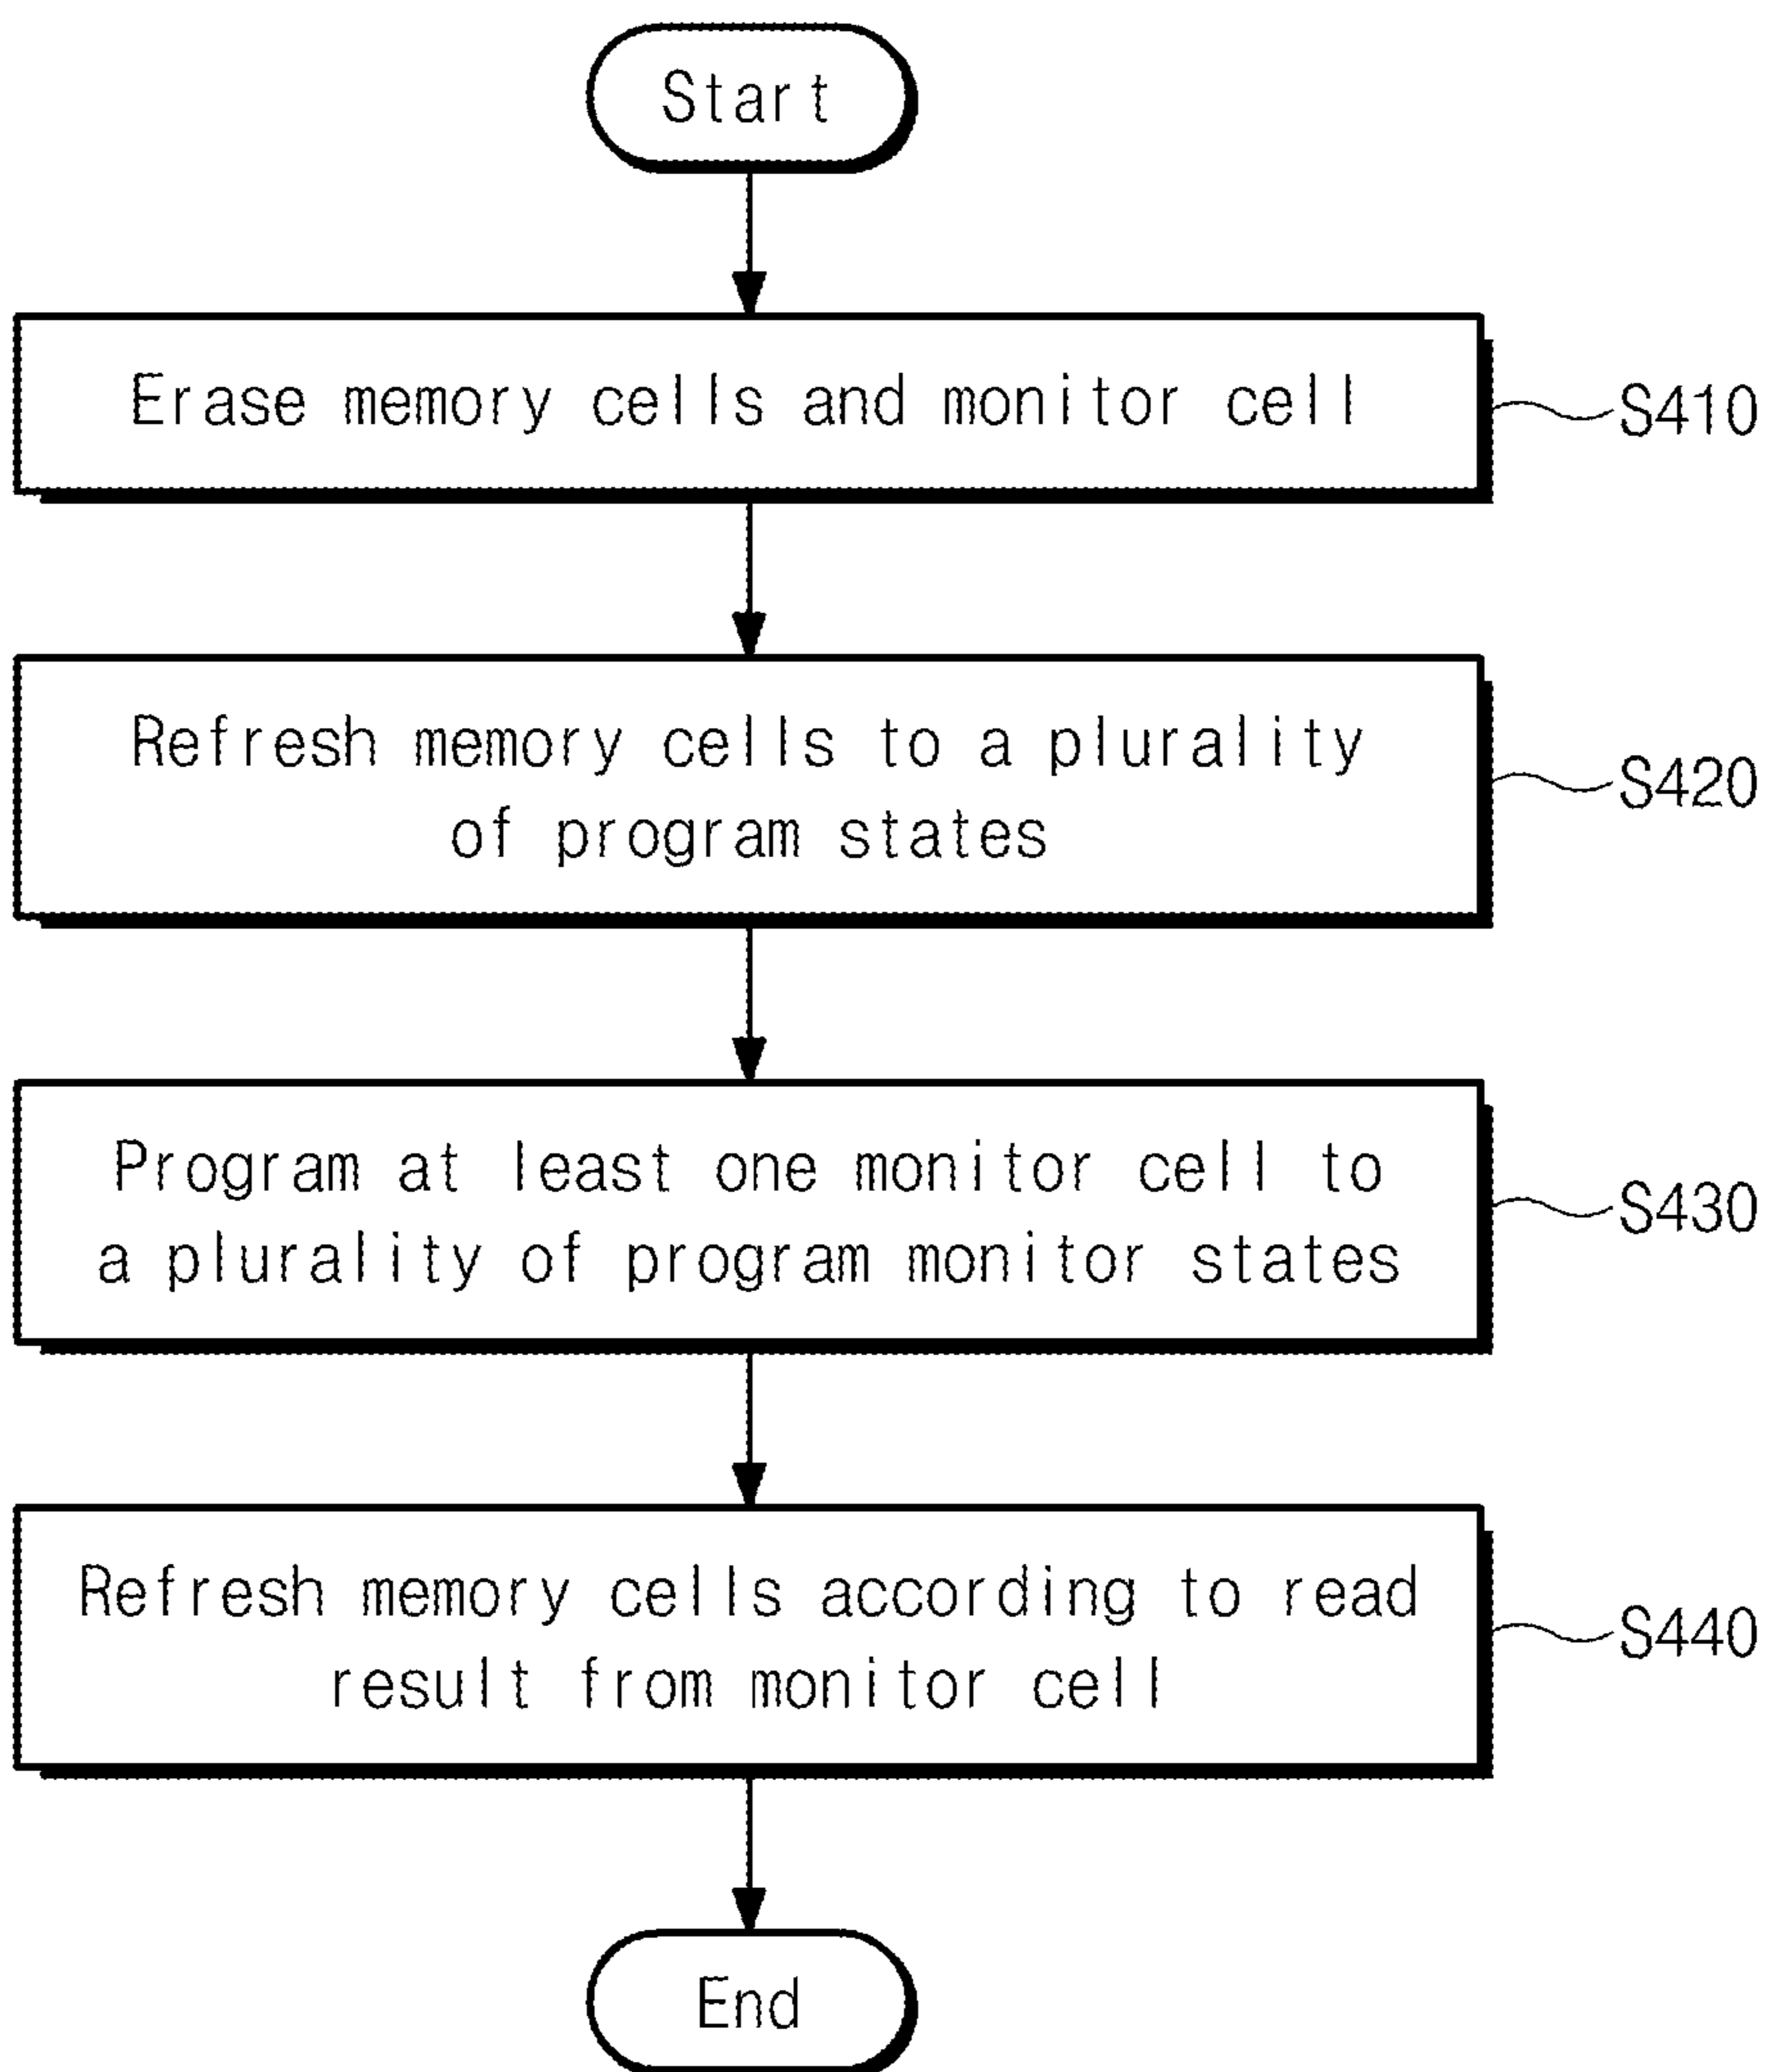 Start
Erase memory cells and monitor cell
S410
Refresh memory cells to a plurality
of program states
S420
Program at least one monitor cell to
a plurality of program monitor states
S430
Refresh memory cells according to read
result from monitor cell
S440
End